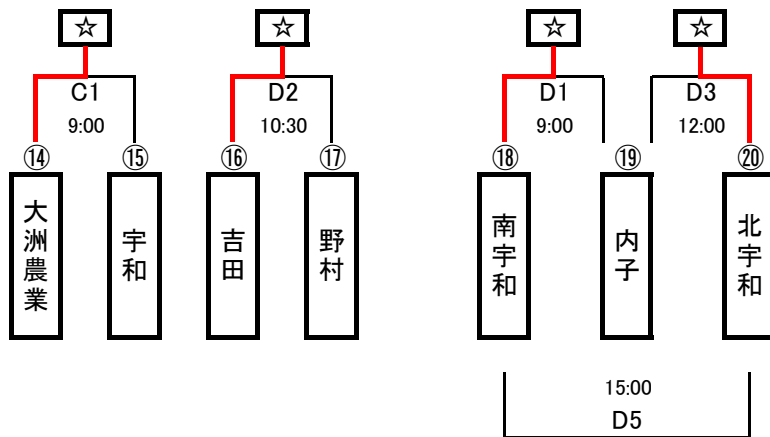 ☆ ☆ ☆ ☆
C1 D2 D1 D3
9:00 10:30 9:00 12:00
⑭ ⑮ ⑯ ⑰ ⑱ ⑲ ⑳
大洲農業
宇和
吉田
野村
南宇和
内子
北宇和
15:00
D5